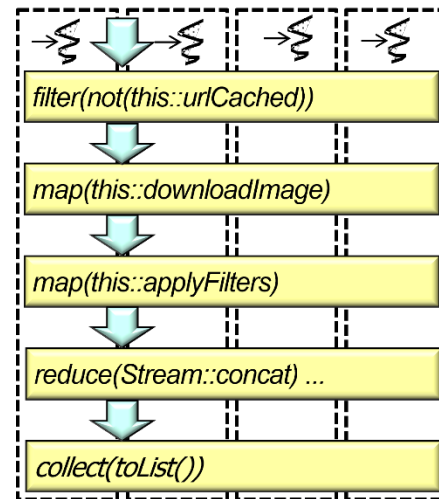 filter(not(this::urlCached))
map(this::downloadImage)
map(this::applyFilters)
reduce(Stream::concat) ...
collect(toList())